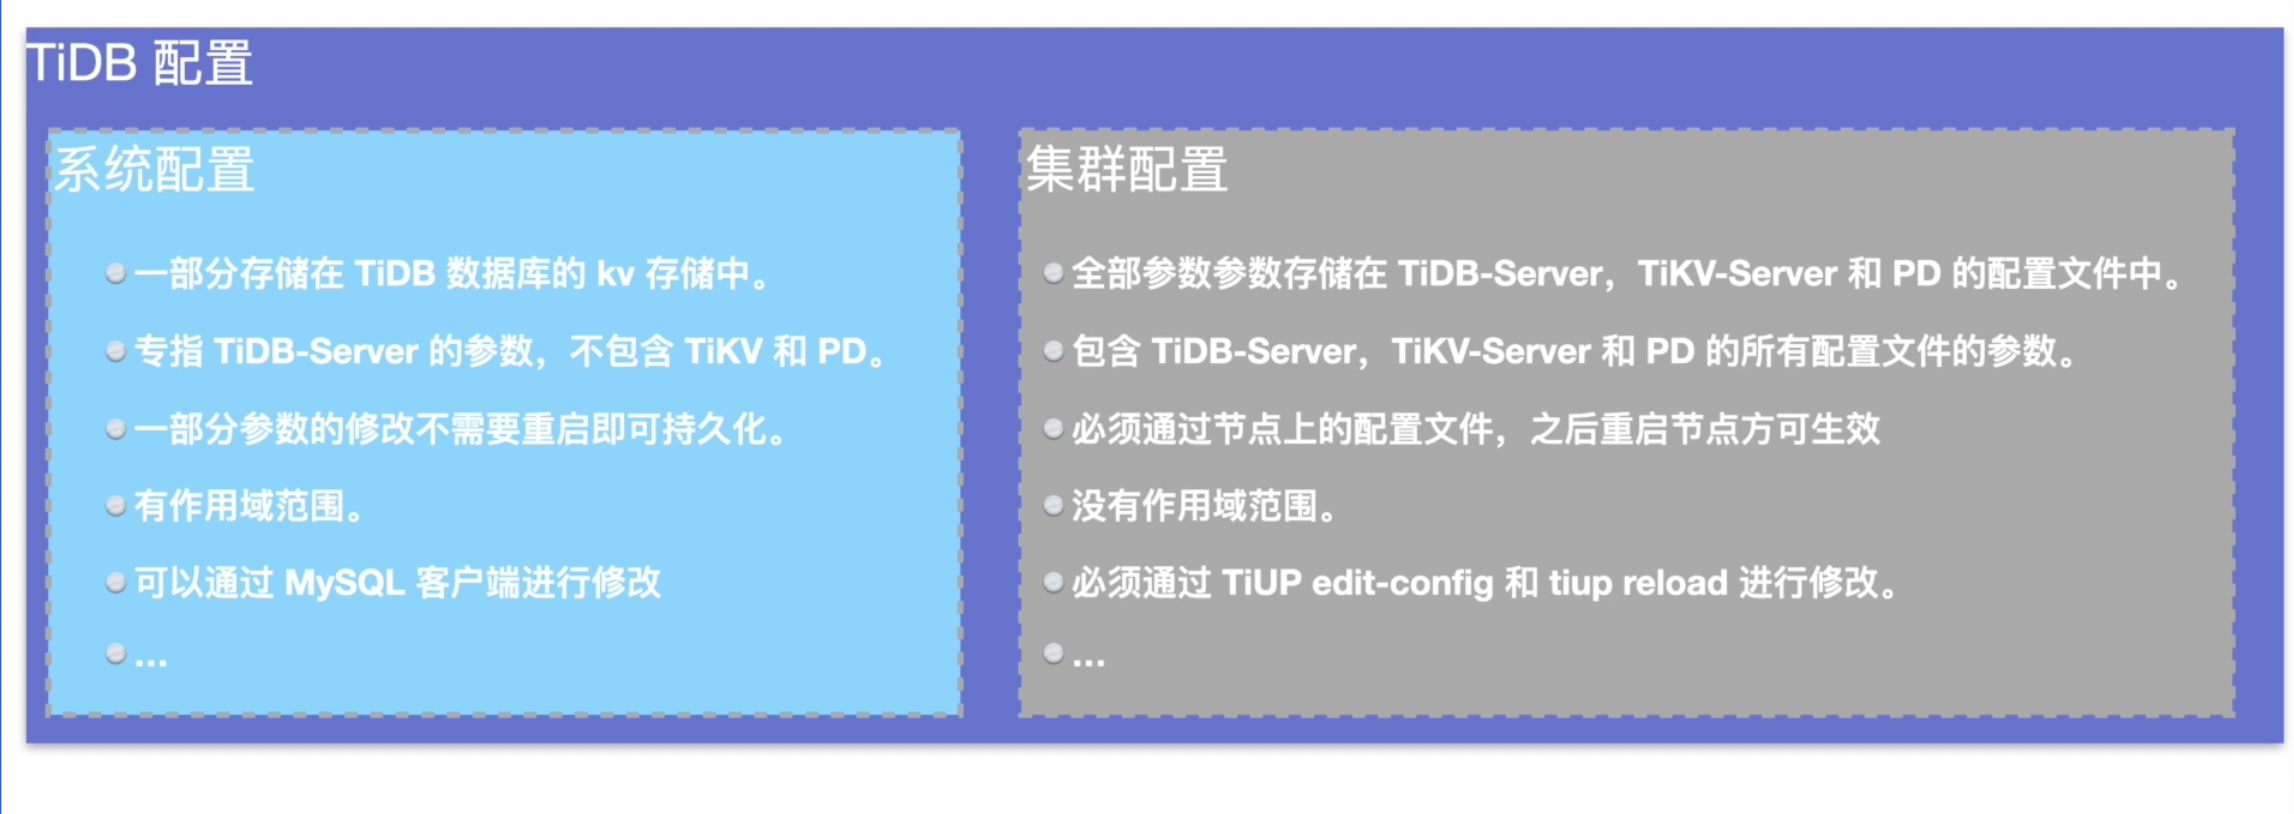 TiDB 配置
系统配置
一部分存储在 TiDB 数据库的 kv 存储中。
专指 TiDB-Server 的参数，不包含 TiKV 和 PD。
一部分参数的修改不需要重启即可持久化。
有作用域范围。
可以通过 MySQL 客户端进行修改
...
集群配置
全部参数参数存储在 TiDB-Server，TiKV-Server 和 PD 的配置文件中。
包含 TiDB-Server，TiKV-Server 和 PD 的所有配置文件的参数。
必须通过节点上的配置文件，之后重启节点方可生效
没有作用域范围。
必须通过 TiUP edit-config 和 tiup reload 进行修改。
...